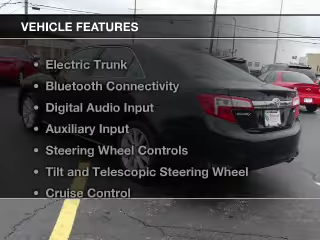 VEHICLE FEATURES
• Electric Trunk
• Bluetooth Connectivity
• Digital Audio Input
• Auxiliary Input
• Steering Wheel Controls
• Tilt and Telescopic Steering Wheel
• Cruise Control